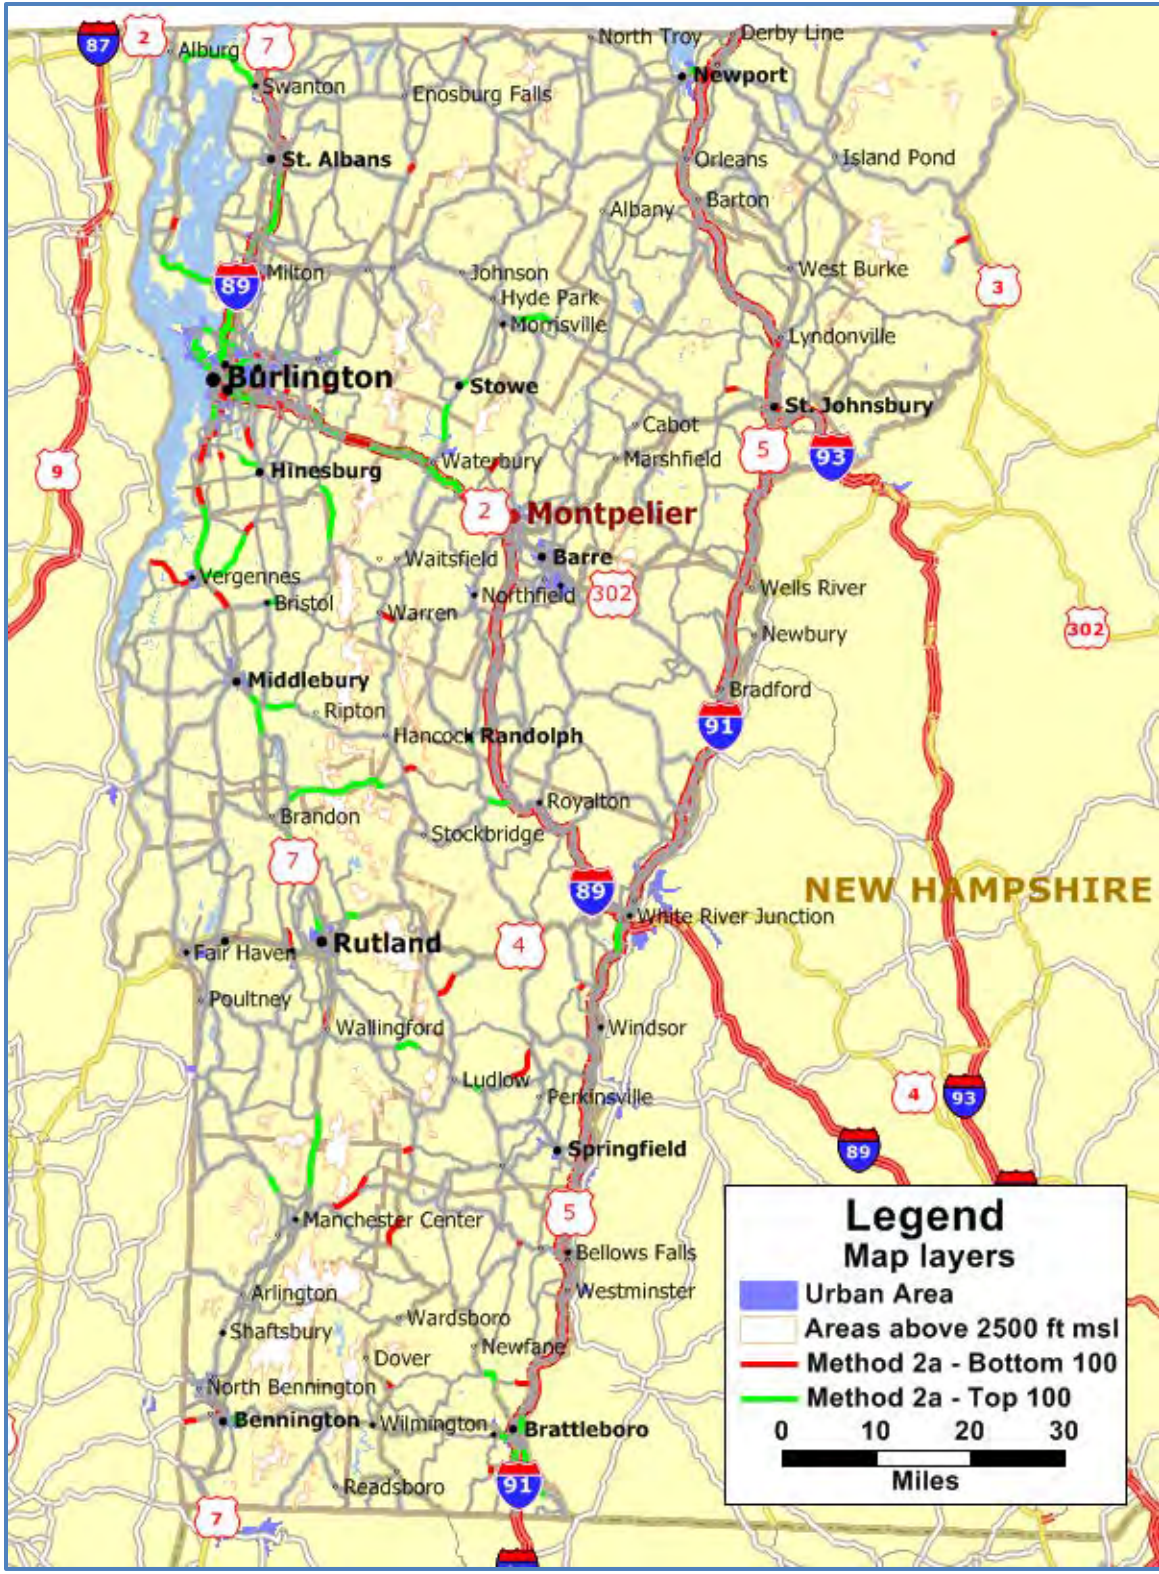 87
2
7
Alburg
Swanton
Enosburg Falls
North Troy
Derby Line
Newport
St. Albans
Orleans
Island Pond
Albany
Barton
89
Milton
Johnson
West Burke
3
Hyde Park
Morrisville
Lyndonville
Burlington
Stowe
St. Johnsbury
Cabot
9
Hinesburg
Waterbury
Marshfield
5
93
2
Montpelier
Vergennes
Waitsfield
Barre
302
Wells River
Bristol
Warren
Northfield
Newbury
302
Middlebury
Ripton
Bradford
Hancock
Randolph
91
Brandon
Royalton
Stockbridge
7
89
NEW HAMPSHIRE
White River Junction
Fair Haven
Rutland
4
Poultney
Wallingford
Windsor
Ludlow
Perkinsville
4
93
Springfield
89
Manchester Center
5
Bellows Falls
Arlington
Westminster
Shaftsbury
Wardsboro
Newfane
Dover
North Bennington
Bennington
Wilmington
Brattleboro
Readsboro
91
7
Legend
Map layers
Urban Area
Areas above 2500 ft msl
Method 2a - Bottom 100
Method 2a - Top 100
0 10 20 30
Miles